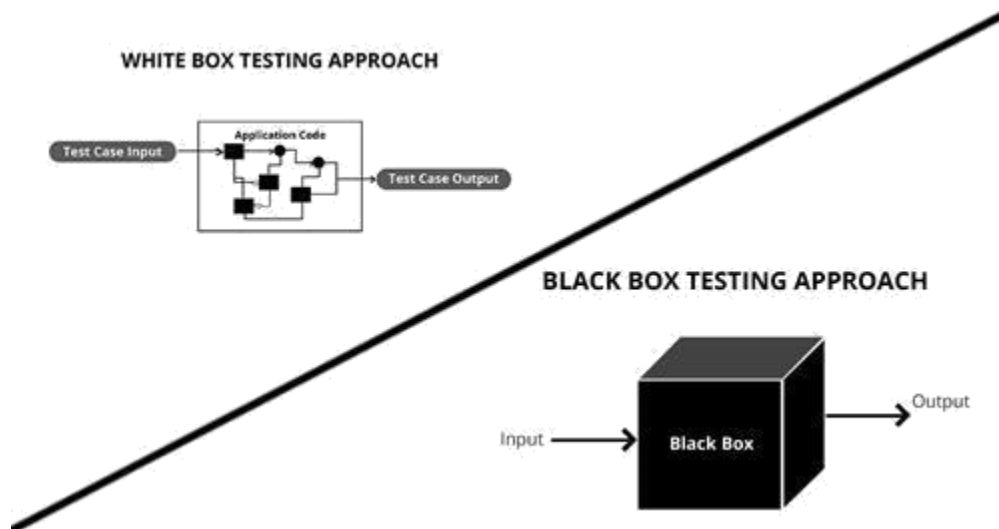 WHITE BOX TESTING APPROACH
Application Code
Test Case Input
Test Case Output
BLACK BOX TESTING APPROACH
Input
Black Box
Output